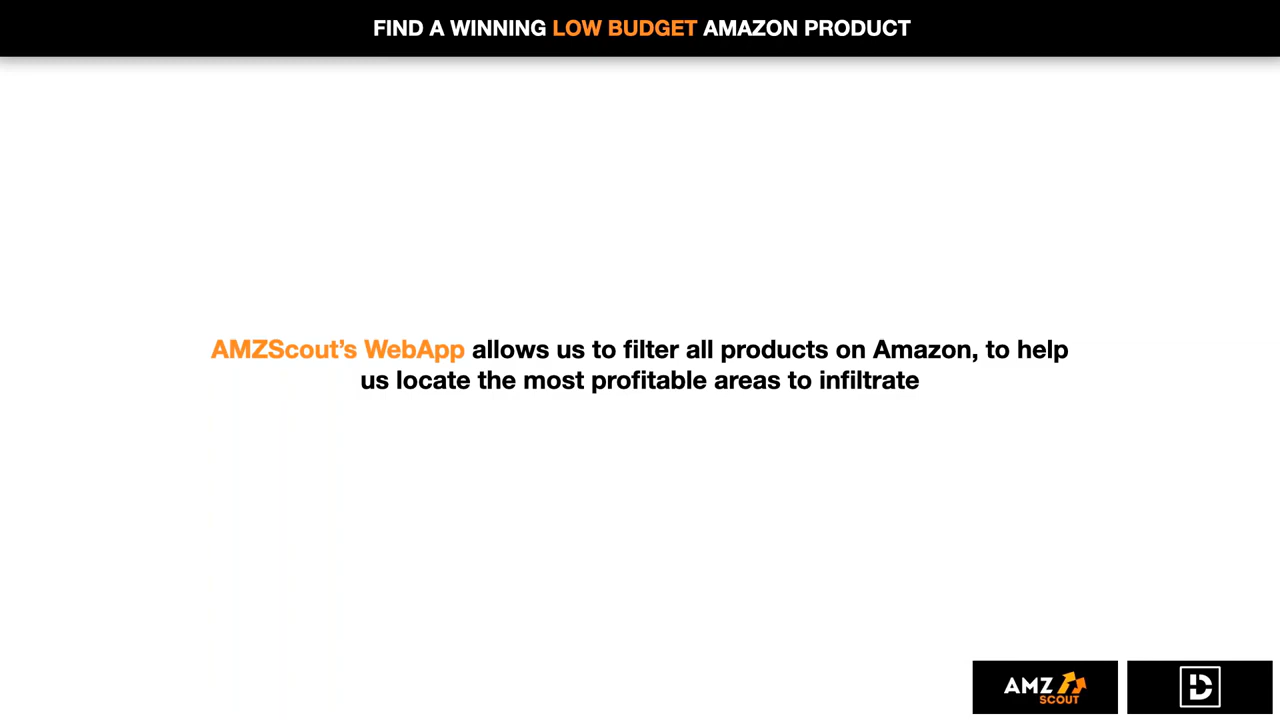 FIND A WINNING LOW BUDGET AMAZON PRODUCT
AMZScout’s WebApp allows us to filter all products on Amazon, to help
us locate the most profitable areas to infiltrate
AMZ
SCOUT